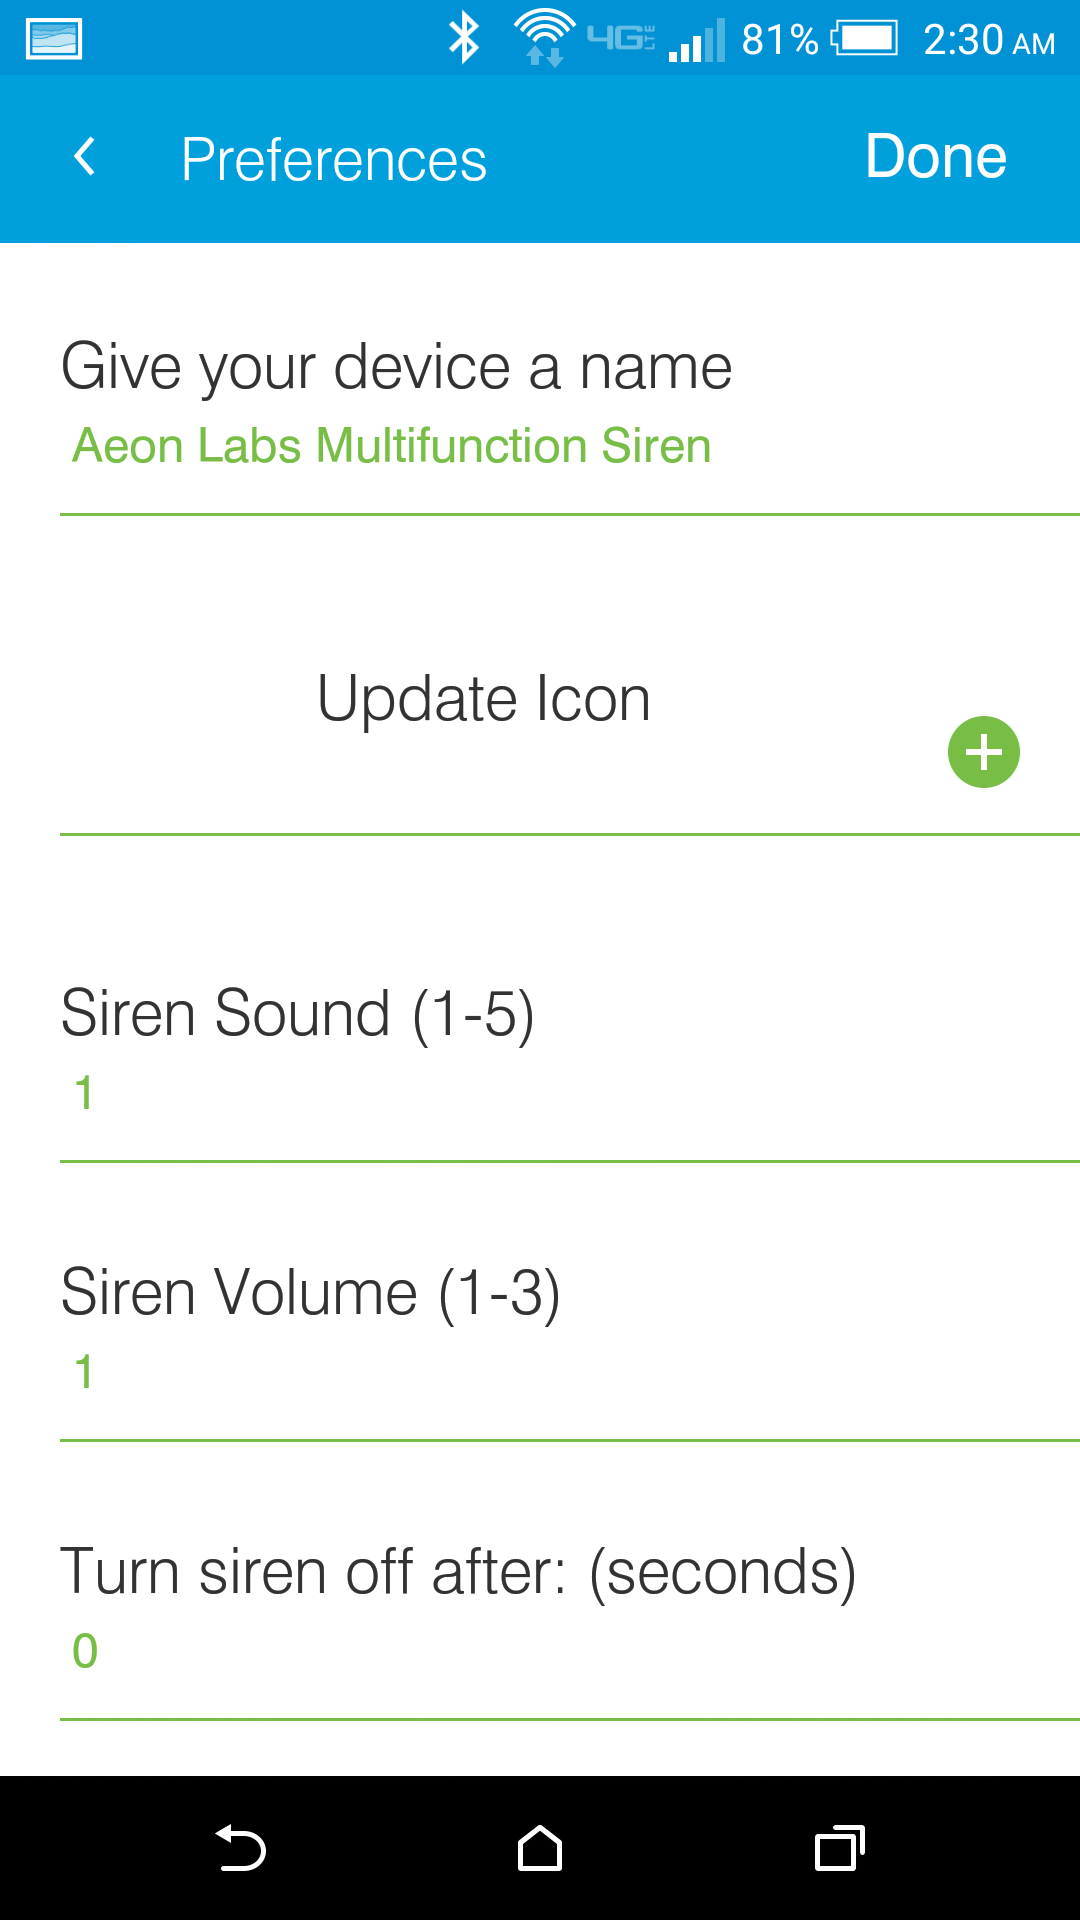 4G LTE 81% 2:30 AM
Preferences Done
Give your device a name
Aeon Labs Multifunction Siren
Update Icon
Siren Sound (1-5)
1
Siren Volume (1-3)
1
Turn siren off after: (seconds)
0